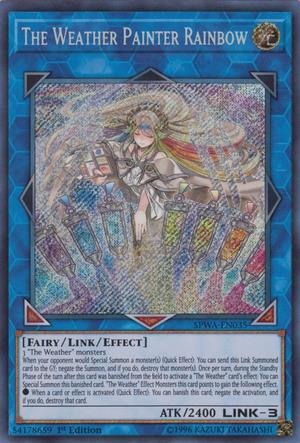 THE WEATHER PAINTER RAINBOW
SPWA-EN035
[FAIRY/LINK/EFFECT]
3 "The Weather" monsters
When your opponent would Special Summon a monster(s) (Quick Effect): You can send this Link Summoned
card to the GY; negate the Summon, and if you do, destroy that monster(s). Once per turn, during the Standby
Phase of the turn after this card was banished from the field to activate a "The Weather" card's effect: You can
Special Summon this banished card. "The Weather" Effect Monsters this card points to gain the following effect.
● When a card or effect is activated (Quick Effect): You can banish this card; negate the activation, and
if you do, destroy that card.
ATK/2400 LINK-3
54178659 1st Edition ©1996 KAZUKI TAKAHASHI